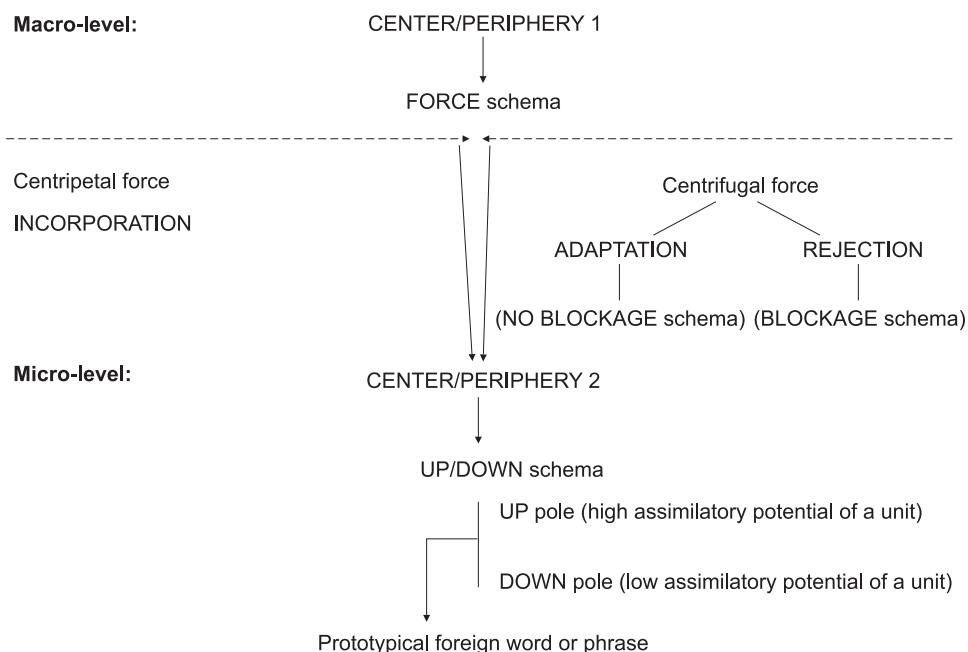 Macro-level: CENTER/PERIPHERY 1
FORCE schema
Centripetal force
INCORPORATION
Centrifugal force
ADAPTATION REJECTION
(NO BLOCKAGE schema) (BLOCKAGE schema)
Micro-level: CENTER/PERIPHERY 2
UP/DOWN schema
UP pole (high assimilatory potential of a unit)
DOWN pole (low assimilatory potential of a unit)
Prototypical foreign word or phrase